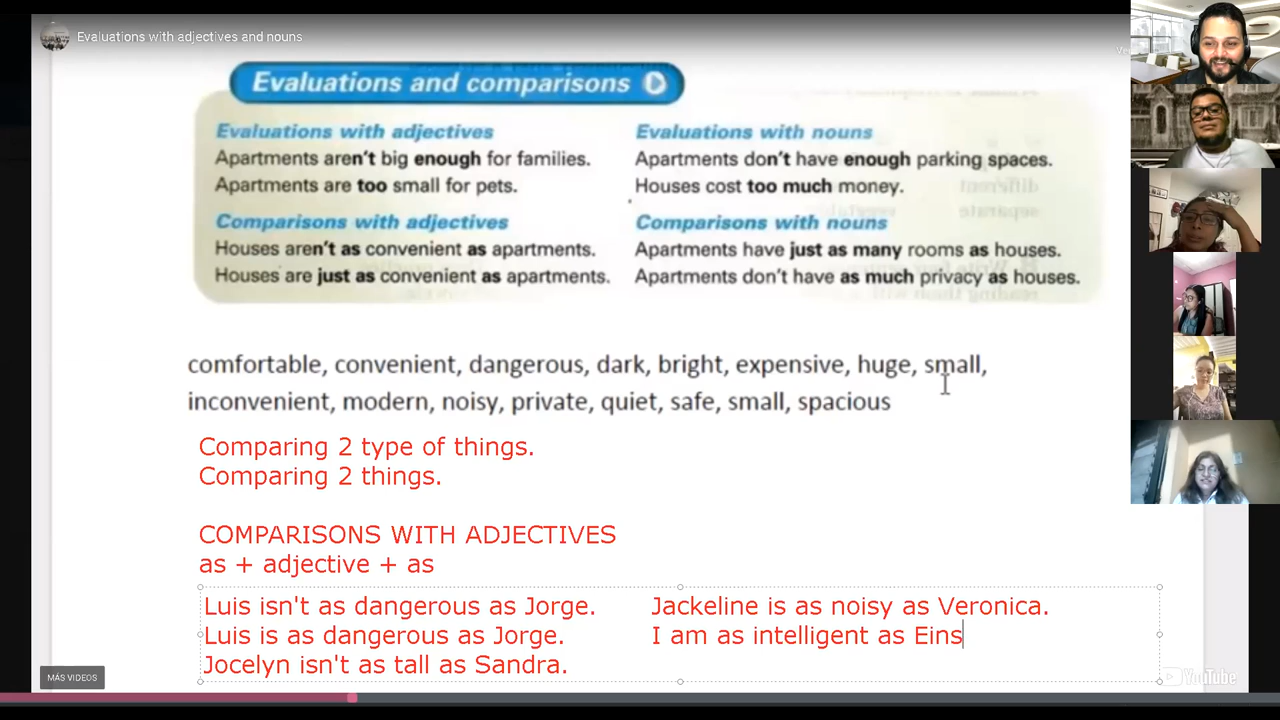 Evaluations with adjectives and nouns
Evaluations and comparisons
Evaluations with adjectives
Apartments aren't big enough for families.
Apartments are too small for pets.
Comparisons with adjectives
Houses aren't as convenient as apartments.
Houses are just as convenient as apartments.
Evaluations with nouns
Apartments don't have enough parking spaces.
Houses cost too much money.
Comparisons with nouns
Apartments have just as many rooms as houses.
Apartments don't have as much privacy as houses.
comfortable, convenient, dangerous, dark, bright, expensive, huge, small,
inconvenient, modern, noisy, private, quiet, safe, small, spacious
Comparing 2 type of things.
Comparing 2 things.
COMPARISONS WITH ADJECTIVES
as + adjective + as
Luis isn't as dangerous as Jorge.
Luis is as dangerous as Jorge.
Jocelyn isn't as tall as Sandra.
Jackeline is as noisy as Veronica.
I am as intelligent as Eins
MÁS VIDEOS
YouTube